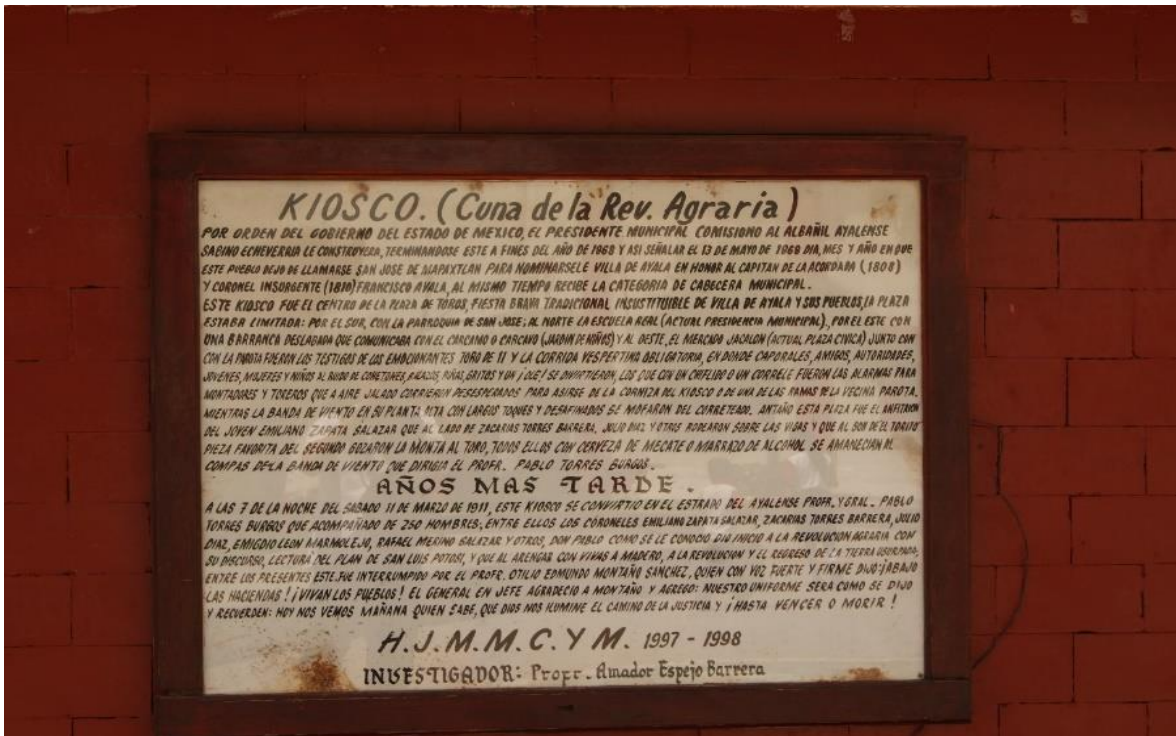 KIOSCO. (Cuna de la Rev. Agraria)
POR ORDEN DEL GOBIERNO DEL ESTADO DE MEXICO, EL PRESIDENTE MUNICIPAL COMISIONO AL ALBAÑIL AYALENSE
SABINO ECHEVERRIA LE CONSTRUYERA, TERMINANDOSE ESTE A FINES DEL AÑO DE 1868 Y ASI SEÑALAR EL 13 DE MAYO DE 1868 DIA, MES Y AÑO EN QUE
ESTE PUEBLO DEJO DE LLAMARSE SAN JOSE DE MAPAXTLAN PARA NOMINARSELE VILLA DE AYALA EN HONOR AL CAPITAN DE LA ACORDADA (1808)
Y CORONEL INSORGENTE (1810) FRANCISCO AYALA, AL MISMO TIEMPO RECIBE LA CATEGORIA DE CABECERA MUNICIPAL.
ESTE KIOSCO FUE EL CENTRO DE LA PLAZA DE TOROS, FIESTA BRAVA TRADICIONAL INSUSTITUIBLE DE VILLA DE AYALA Y SUS PUEBLOS, LA PLAZA
ESTABA LIMITADA: POR EL SUR, CON LA PARROQUIA DE SAN JOSE; AL NORTE LA ESCUELA REAL (ACTUAL PRESIDENCIA MUNICIPAL), POR EL ESTE CON
UNA BARRANCA DESLABADA QUE COMUNICABA CON EL CARCAMO O CARCAVO (JARDIN DE NIÑOS) Y AL OESTE, EL MERCADO JACALON (ACTUAL PLAZA CIVICA) JUNTO CON
CON LA PAROTA FUERON LOS TESTIGOS DE LOS EMOCIONANTES TORO DE 11 Y LA CORRIDA VESPERTINA OBLIGATORIA, EN DONDE CAPORALES, AMIGOS, AUTORIDADES,
JOVENES, MUJERES Y NIÑOS AL RUIDO DE COHETONES, BALAZOS, RIÑAS, GRITOS Y UN ¡OLE! SE DIVIRTIERON, LOS QUE CON UN CHIFLIDO O UN CORRELE FUERON LAS ALARMAS PARA
MONTADORES Y TOREROS QUE A AIRE JALADO CORRIERON DESESPERADOS PARA ASIRSE DE LA CORNIZA DEL KIOSCO O DE UNA DE LAS RAMAS DE LA VECINA PAROTA.
MIENTRAS LA BANDA DE VIENTO EN SU PLANTA ALTA CON LARGOS TOQUES Y DESAFINADOS SE MOFARON DEL CORRETEADO. ANTAÑO ESTA PLAZA FUE EL ANFITRION
DEL JOVEN EMILIANO ZAPATA SALAZAR QUE AL LADO DE ZACARIAS TORRES BARRERA, JULIO DIAZ Y OTROS RODEARON SOBRE LAS VIGAS Y QUE AL SON DE EL TORITO
PIEZA FAVORITA DEL SEGUNDO GOZARON LA MONTA AL TORO, TODOS ELLOS CON CERVEZA DE MECATE O MARRAZO DE ALCOHOL SE AMANECIAN AL
COMPAS DE LA BANDA DE VIENTO QUE DIRIGIA EL PROFR. PABLO TORRES BURGOS.
AÑOS MAS TARDE.
A LAS 7 DE LA NOCHE DEL SABADO 11 DE MARZO DE 1911, ESTE KIOSCO SE CONVIRTIO EN EL ESTRADO DEL AYALENSE PROFR. Y GRAL. PABLO
TORRES BURGOS QUE ACOMPAÑADO DE 250 HOMBRES; ENTRE ELLOS LOS CORONELES EMILIANO ZAPATA SALAZAR, ZACARIAS TORRES BARRERA, JULIO
DIAZ, EMIGDIO LEON MARMOLEJO, RAFAEL MERINO SALAZAR Y OTROS, DON PABLO COMO SE LE CONOCIO DIO INICIO A LA REVOLUCION AGRARIA CON
SU DISCURSO, LECTURA DEL PLAN DE SAN LUIS POTOSI, Y QUE AL ARENGAR CON VIVAS A MADERO, A LA REVOLUCION Y EL REGRESO DE LA TIERRA USURPADA;
ENTRE LOS PRESENTES ESTE FUE INTERRUMPIDO POR EL PROFR. OTILIO EDMUNDO MONTAÑO SANCHEZ, QUIEN CON VOZ FUERTE Y FIRME DIJO: ¡ABAJO
LAS HACIENDAS! ¡VIVAN LOS PUEBLOS! EL GENERAL EN JEFE AGRADECIO A MONTAÑO Y AGREGO: NUESTRO UNIFORME SERA COMO SE DIJO
Y RECUERDEN: HOY NOS VEMOS MAÑANA QUIEN SABE, QUE DIOS NOS ILUMINE EL CAMINO DE LA JUSTICIA Y ¡HASTA VENCER O MORIR!
H.J.M.M.C.Y M. 1997 - 1998
INVESTIGADOR: Profr. Amador Espejo Barrera